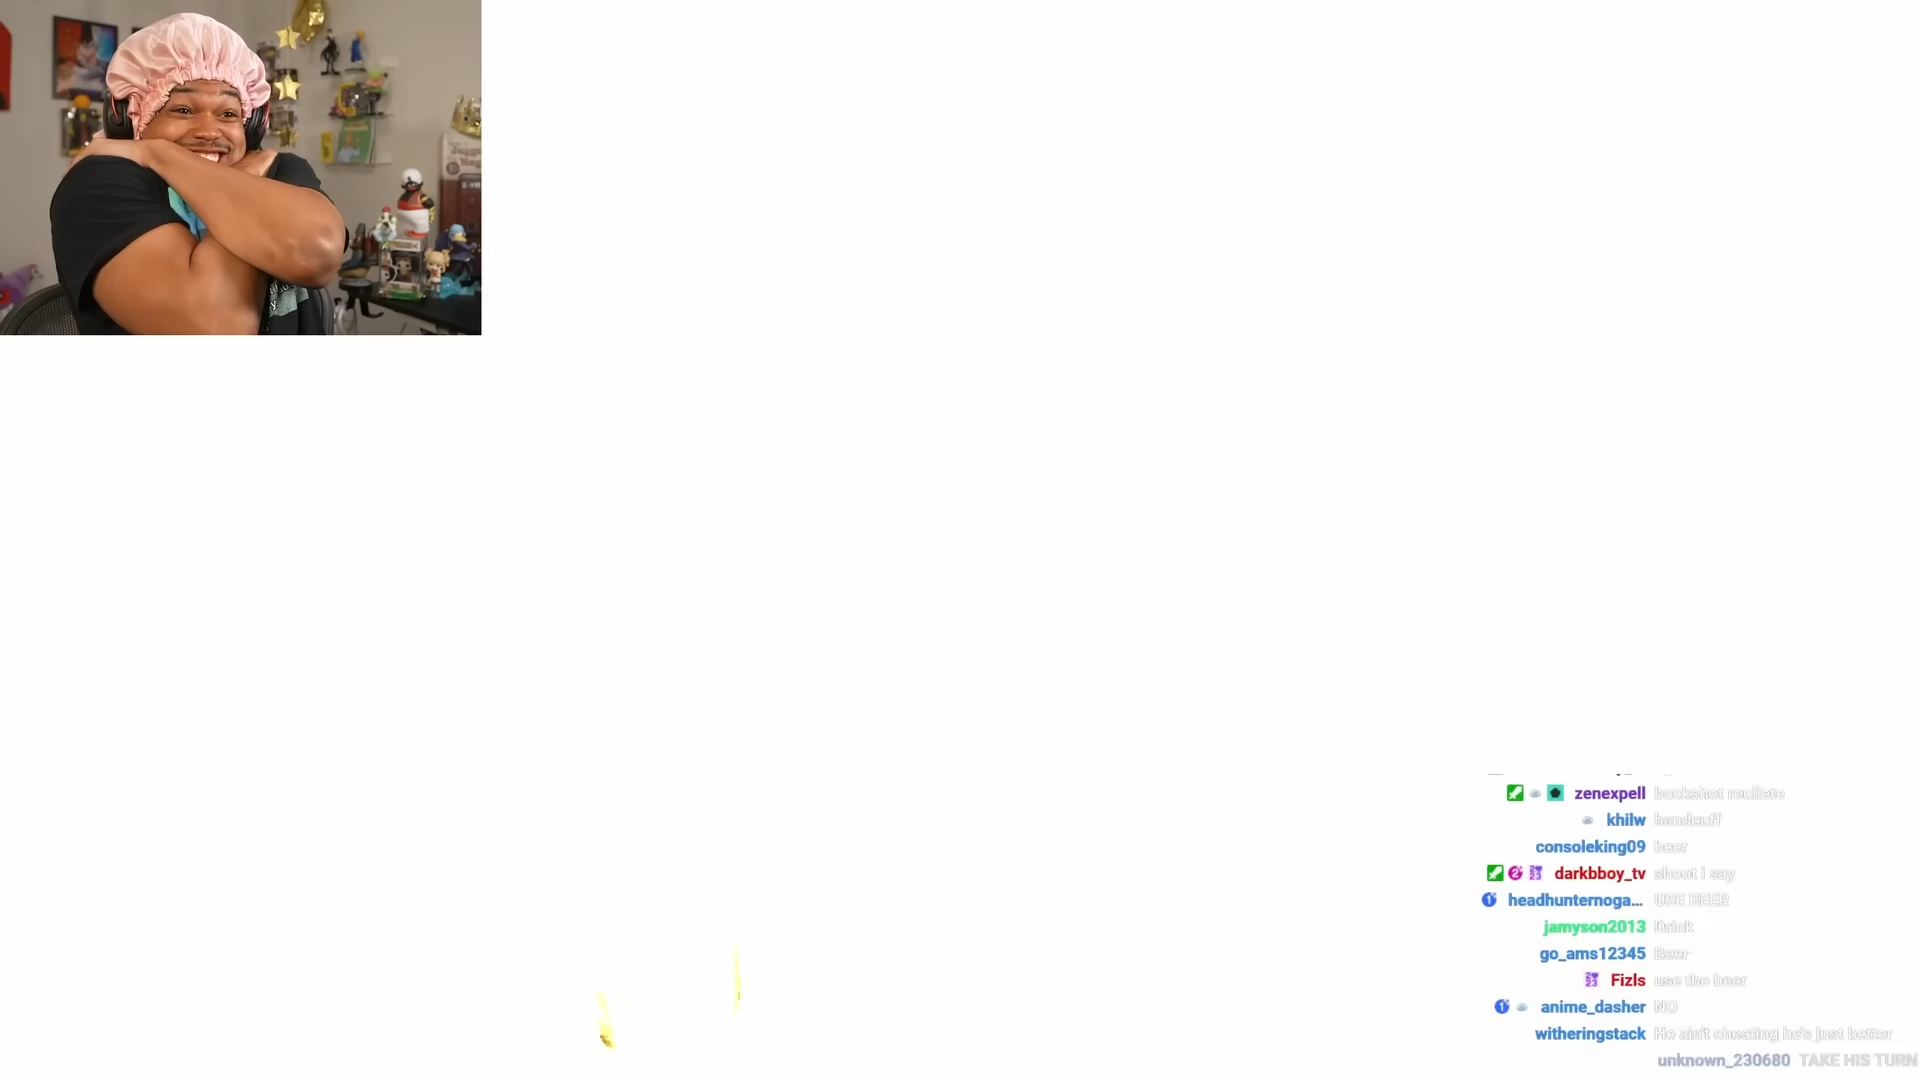 zenexpell buckshot roullete
khilw handcuff
consoleking09 beer
darkbboy_tv shoot i say
headhunternoga... USE BEER
jamyson2013 Drink
go_ams12345 Beer
Fizls use the beer
anime_dasher NO
witheringstack He ain't cheating he's just better
unknown_230680 TAKE HIS TURN